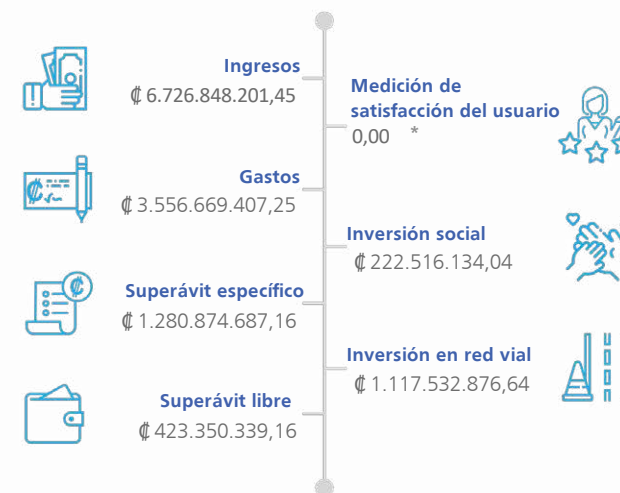 Ingresos
₡ 6.726.848.201,45
Medición de
satisfacción del usuario
0,00 *
Gastos
₡ 3.556.669.407,25
Inversión social
₡ 222.516.134,04
Superávit específico
₡ 1.280.874.687,16
Inversión en red vial
₡ 1.117.532.876,64
Superávit libre
₡ 423.350.339,16